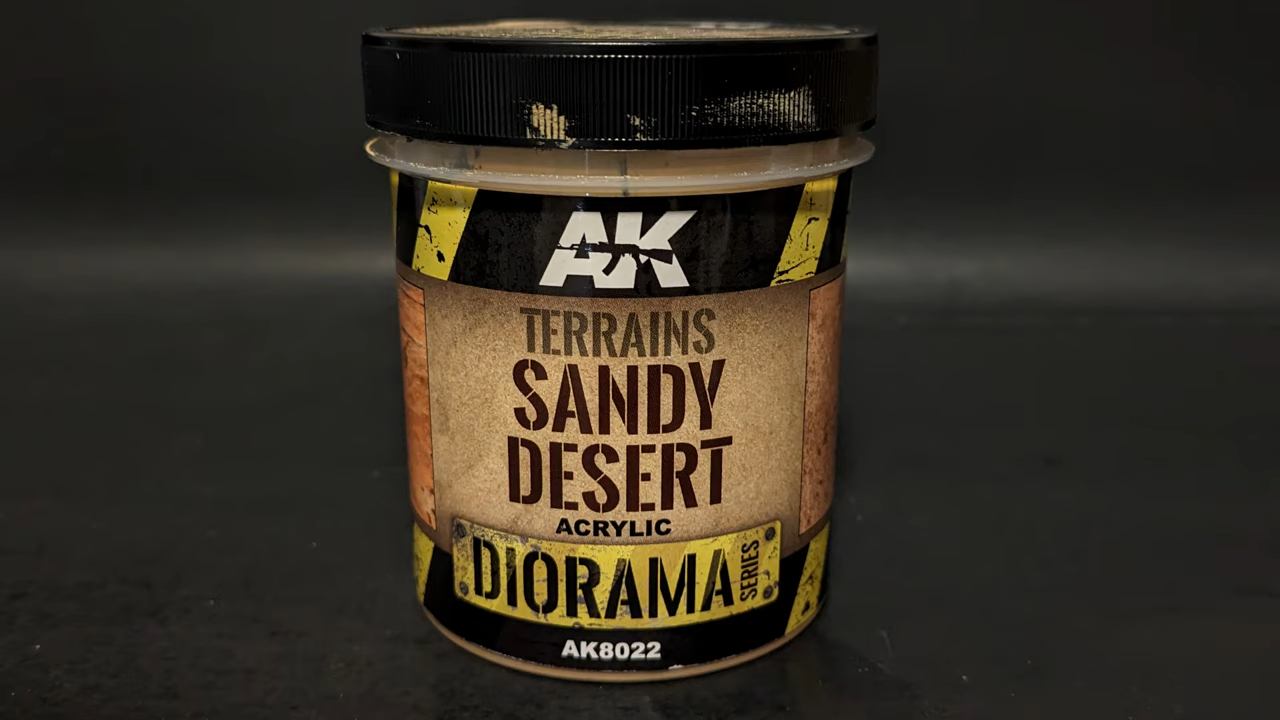 AK
TERRAINS
SANDY
DESERT
ACRYLIC
DIORAMA
SERIES
AK8022